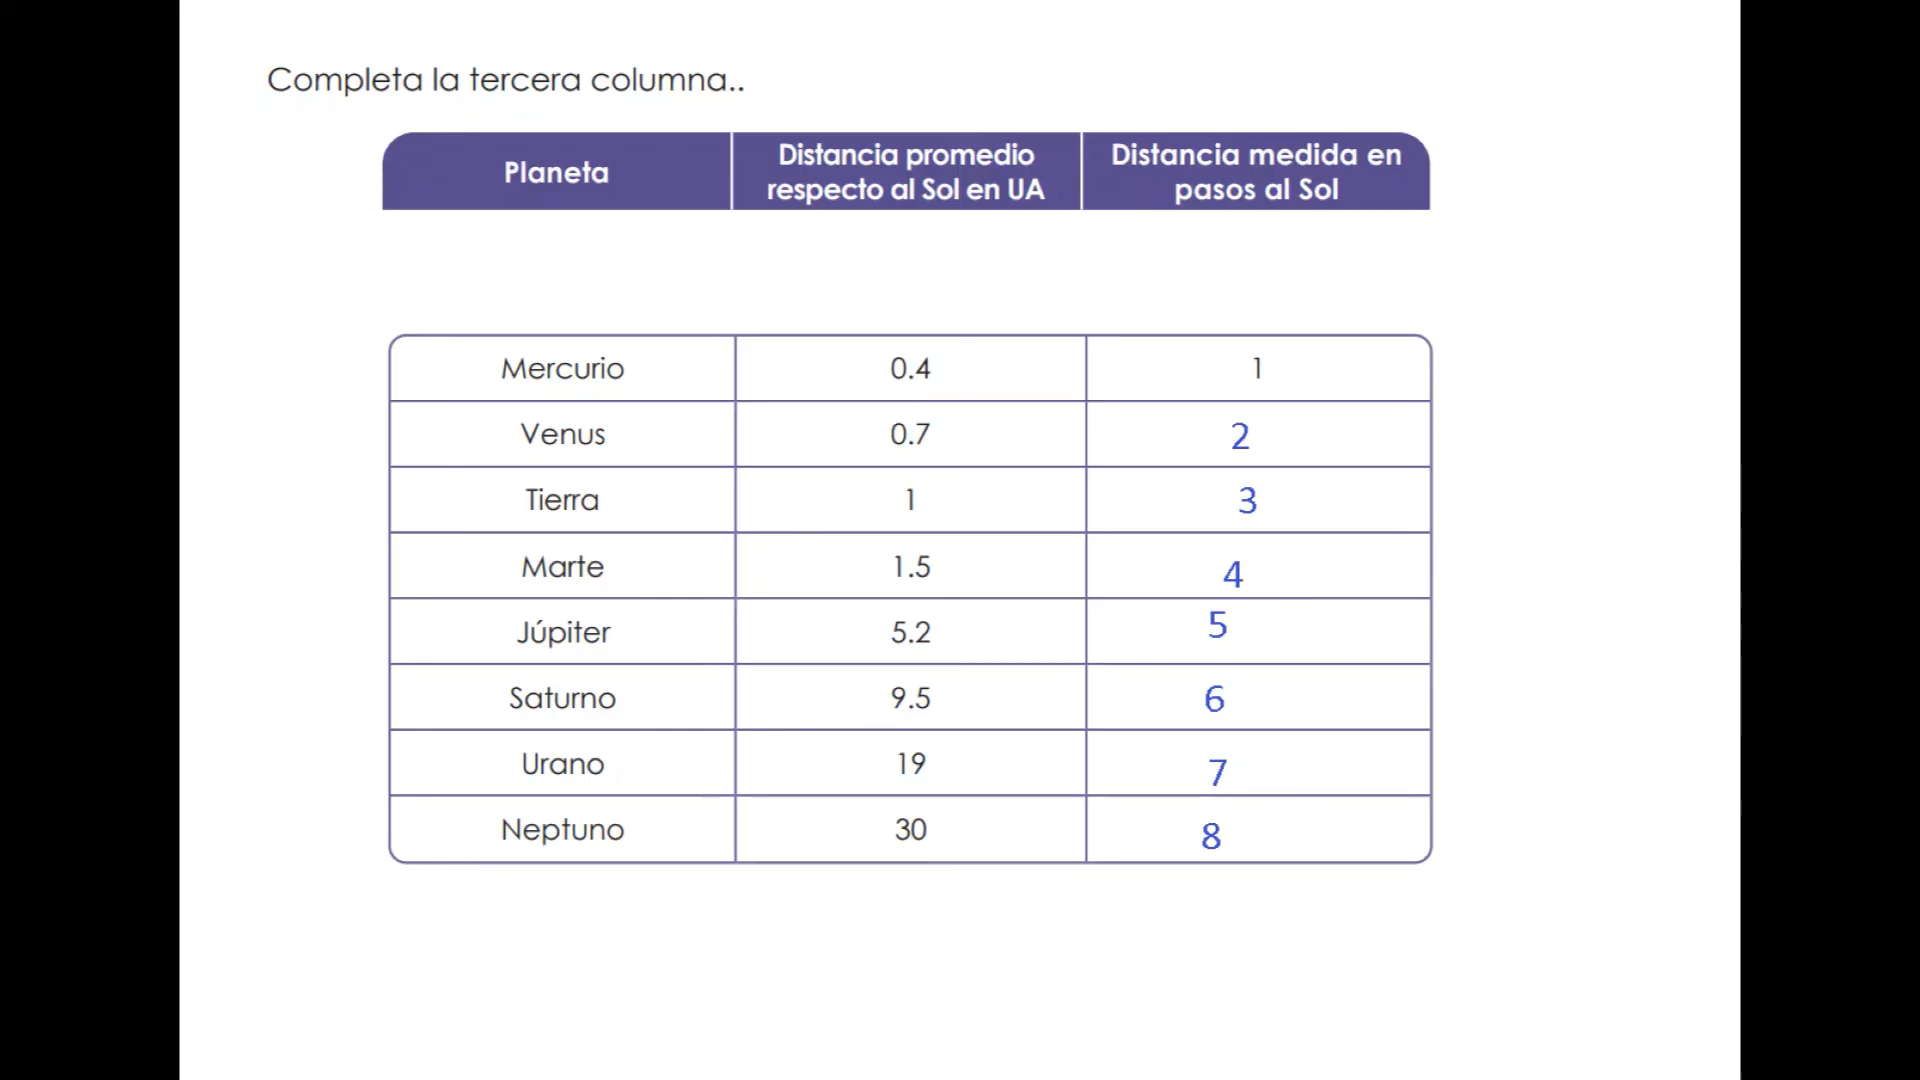 Completa la tercera columna..
Planeta
Distancia promedio
respecto al Sol en UA
Distancia medida en
pasos al Sol
Mercurio 0.4 1
Venus 0.7 2
Tierra 1 3
Marte 1.5 4
Júpiter 5.2 5
Saturno 9.5 6
Urano 19 7
Neptuno 30 8